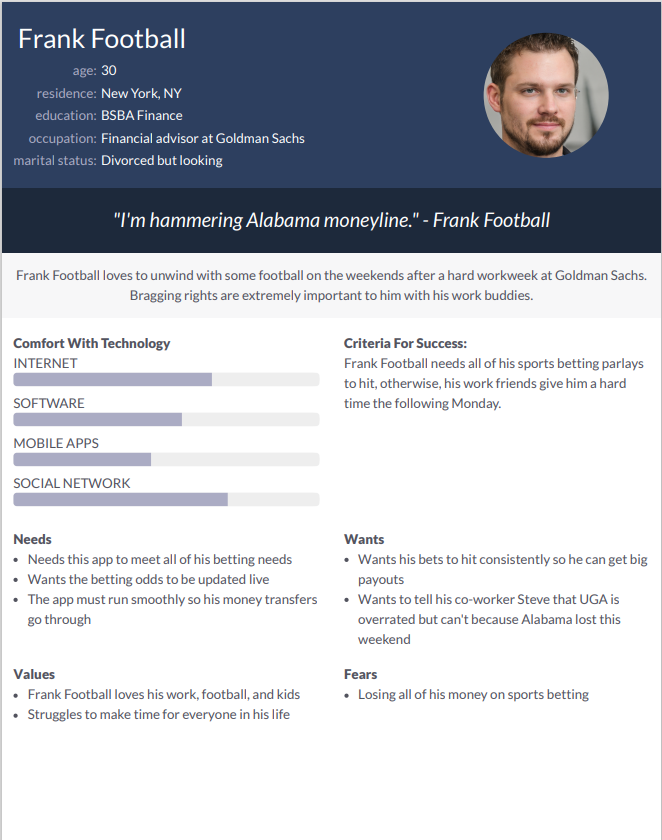 Frank Football
age: 30
residence: New York, NY
education: BSBA Finance
occupation: Financial advisor at Goldman Sachs
marital status: Divorced but looking
"I'm hammering Alabama moneyline." - Frank Football
Frank Football loves to unwind with some football on the weekends after a hard workweek at Goldman Sachs.
Bragging rights are extremely important to him with his work buddies.
Comfort With Technology
INTERNET
SOFTWARE
MOBILE APPS
SOCIAL NETWORK
Criteria For Success:
Frank Football needs all of his sports betting parlays
to hit, otherwise, his work friends give him a hard
time the following Monday.
Needs
• Needs this app to meet all of his betting needs
• Wants the betting odds to be updated live
• The app must run smoothly so his money transfers
go through
Wants
• Wants his bets to hit consistently so he can get big
payouts
• Wants to tell his co-worker Steve that UGA is
overrated but can't because Alabama lost this
weekend
Values
• Frank Football loves his work, football, and kids
• Struggles to make time for everyone in his life
Fears
• Losing all of his money on sports betting